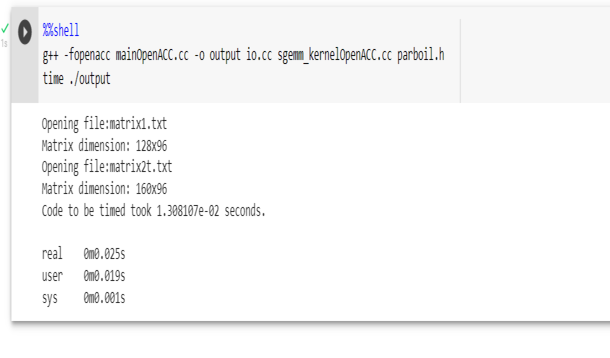 %%shell
g++ -fopenacc mainOpenACC.cc -o output io.cc sgemm_kernelOpenACC.cc parboil.h
time ./output
1s
Opening file:matrix1.txt
Matrix dimension: 128x96
Opening file:matrix2t.txt
Matrix dimension: 160x96
Code to be timed took 1.308107e-02 seconds.
real 0m0.025s
user 0m0.019s
sys 0m0.001s